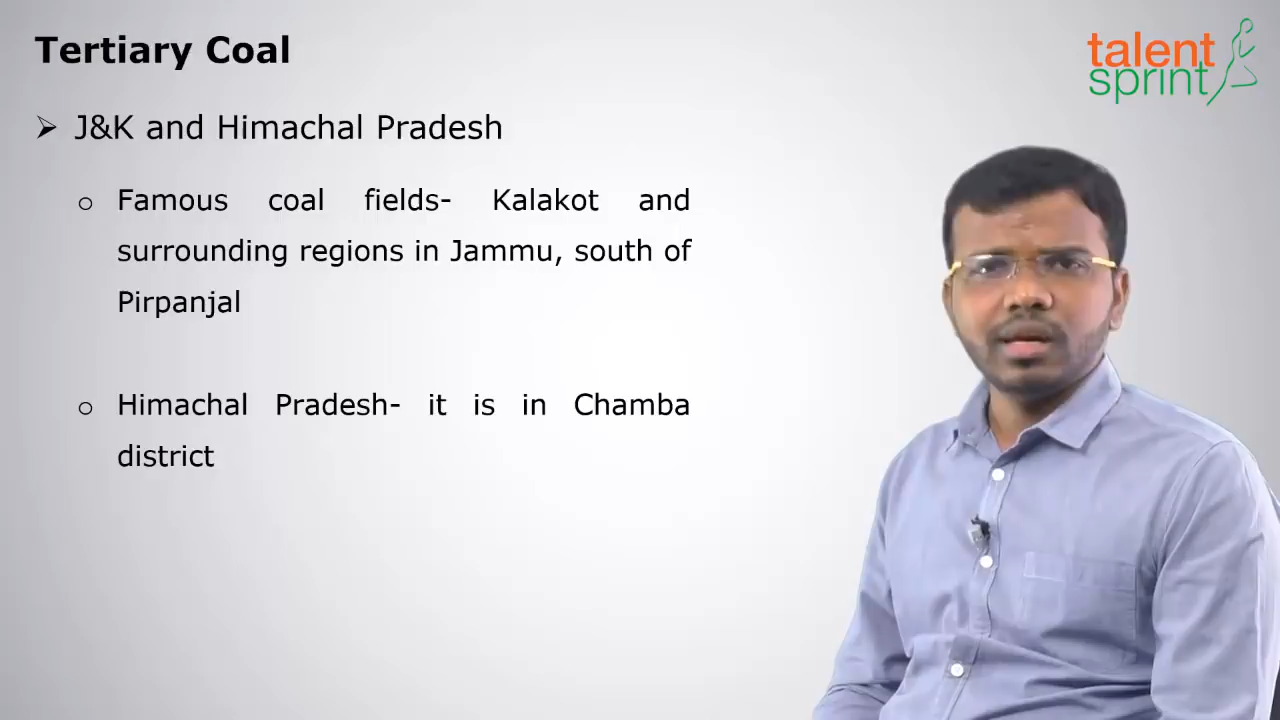 Tertiary Coal
talent
sprint
➢ J&K and Himachal Pradesh
o Famous coal fields- Kalakot and
surrounding regions in Jammu, south of
Pirpanjal
o Himachal Pradesh- it is in Chamba
district